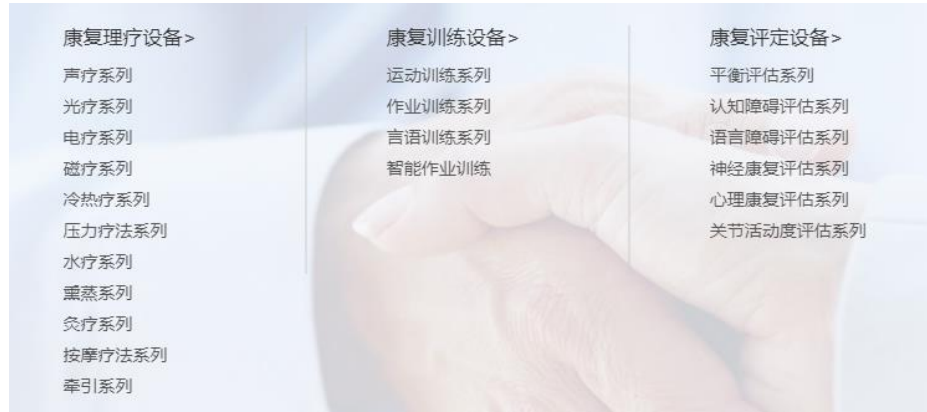 康复理疗设备>
声疗系列
光疗系列
电疗系列
磁疗系列
冷热疗系列
压力疗法系列
水疗系列
熏蒸系列
灸疗系列
按摩疗法系列
牵引系列
康复训练设备>
运动训练系列
作业训练系列
言语训练系列
智能作业训练
康复评定设备>
平衡评估系列
认知障碍评估系列
语言障碍评估系列
神经康复评估系列
心理康复评估系列
关节活动度评估系列